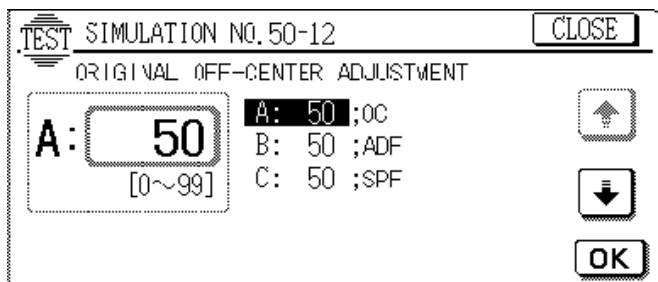 TEST SIMULATION NO.50-12 CLOSE
ORIGINAL OFF-CENTER ADJUSTMENT
A: 50 A: 50 ;OC
B: 50 ;ADF
[0~99] C: 50 ;SPF
OK